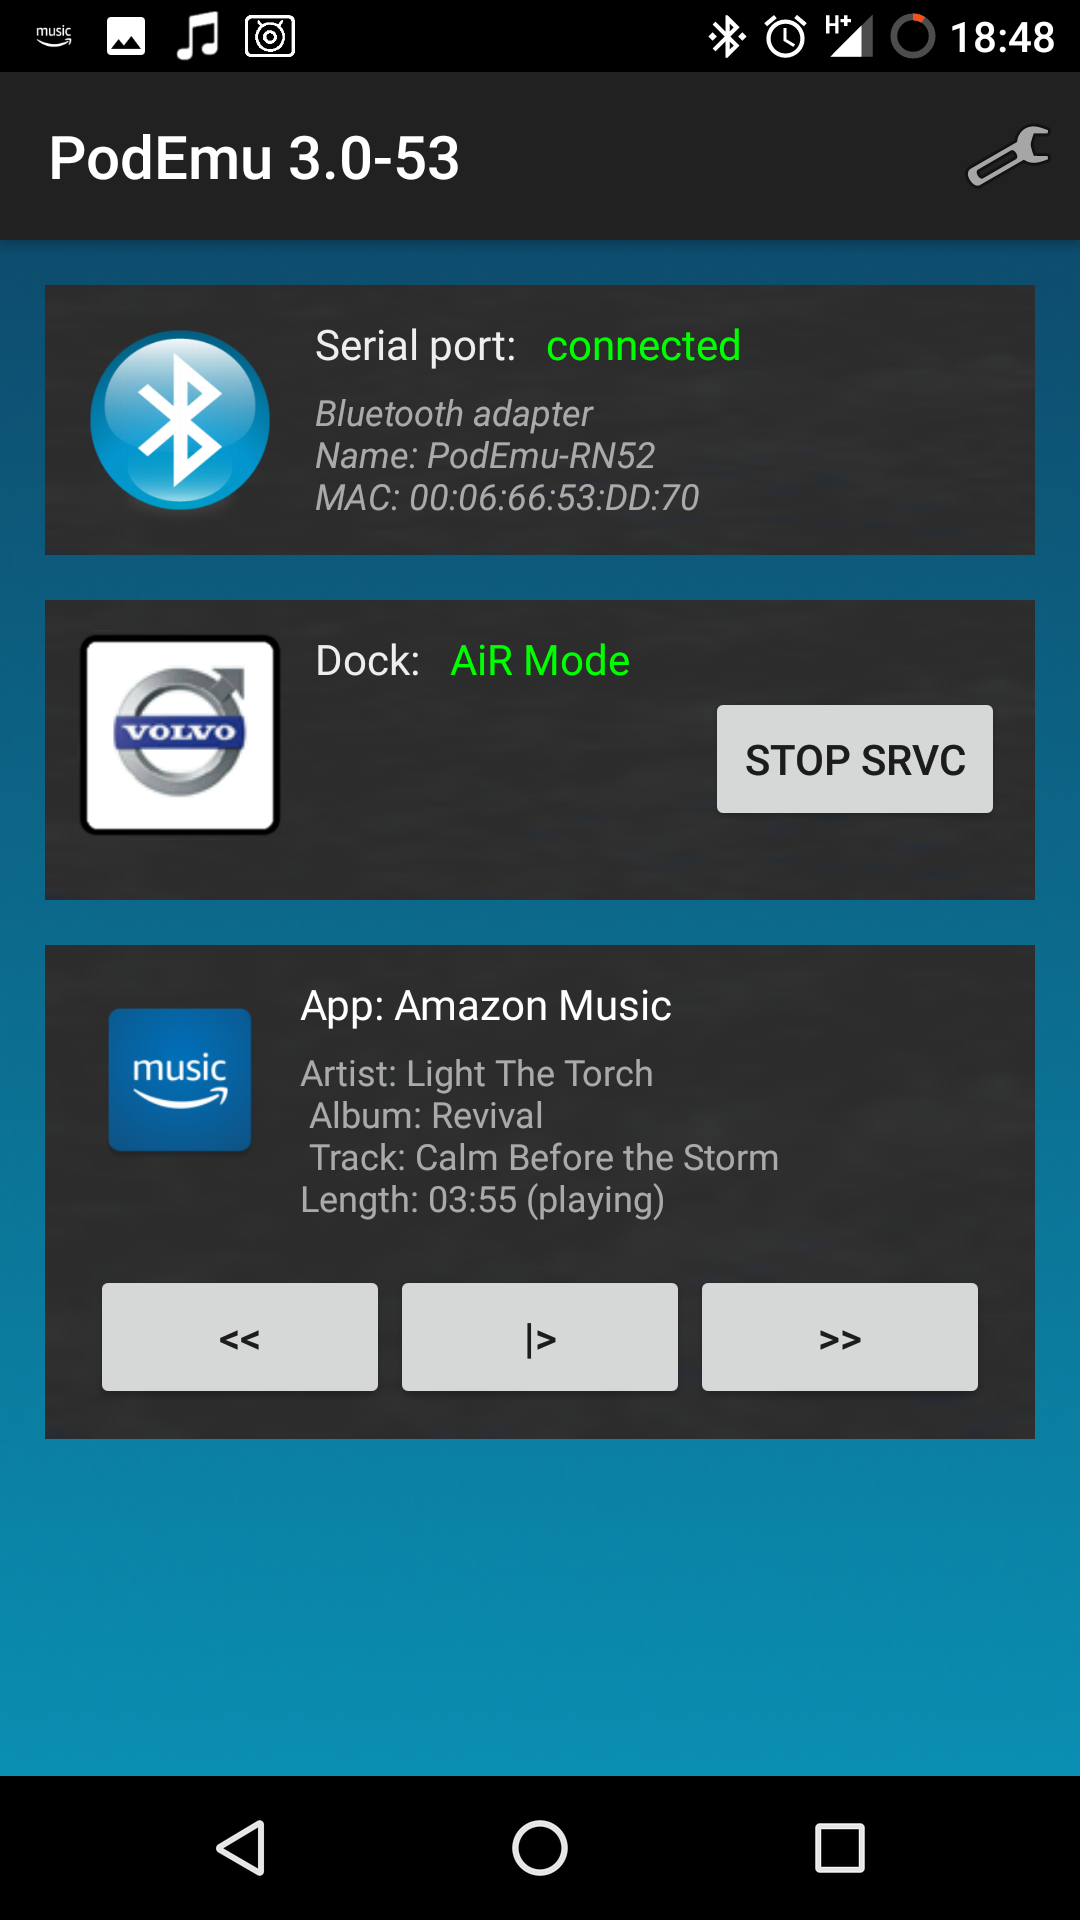 music
H+
18:48
PodEmu 3.0-53
Serial port: connected
Bluetooth adapter
Name: PodEmu-RN52
MAC: 00:06:66:53:DD:70
VOLVO
Dock: AiR Mode
STOP SRVC
music
App: Amazon Music
Artist: Light The Torch
Album: Revival
Track: Calm Before the Storm
Length: 03:55 (playing)
<< |> >>